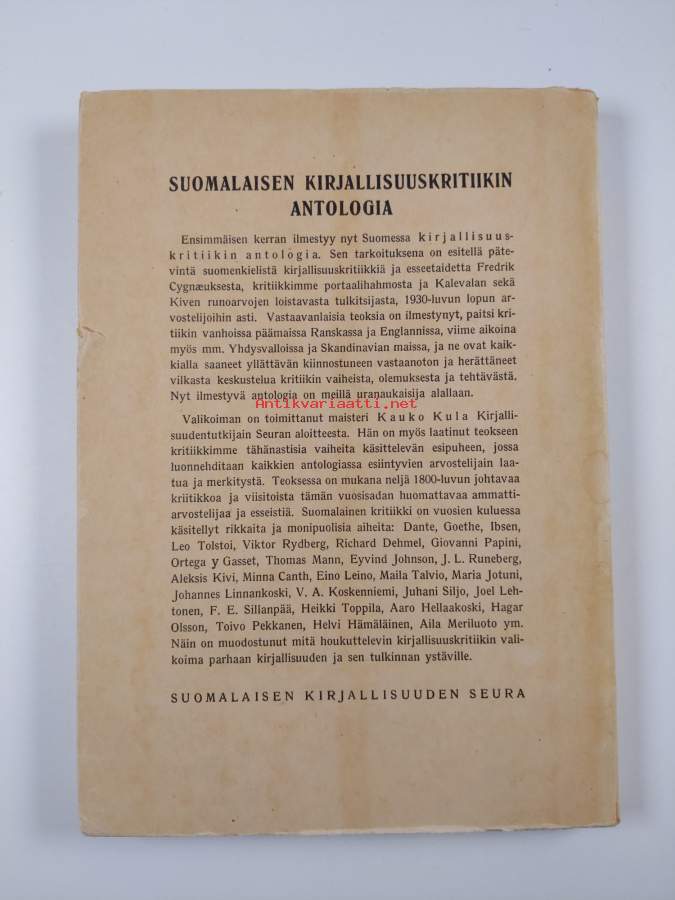 SUOMALAISEN KIRJALLISUUSKRITIIKIN
ANTOLOGIA
Ensimmäisen kerran ilmestyy nyt Suomessa kirjallisuus-
kritiikin antologia. Sen tarkoituksena on esitellä päte-
vintä suomenkielistä kirjallisuuskritiikkiä ja esseetaidetta Fredrik
Cygnæuksesta, kritiikkimme portaalihahmosta ja Kalevalan sekä
Kiven runoarvojen loistavasta tulkitsijasta, 1930-luvun lopun ar-
vostelijoihin asti. Vastaavanlaisia teoksia on ilmestynyt, paitsi kri-
tiikin vanhoissa päämaissa Ranskassa ja Englannissa, viime aikoina
myös mm. Yhdysvalloissa ja Skandinavian maissa, ja ne ovat kaik-
kialla saaneet yllättävän kiinnostuneen vastaanoton ja herättäneet
vilkasta keskustelua kritiikin vaiheista, olemuksesta ja tehtävästä.
Nyt ilmestyvä antologia on meillä uranaukaisija alallaan.
Antikvariaatti.net
Valikoiman on toimittanut maisteri Kauko Kula Kirjalli-
suudentutkijain Seuran aloitteesta. Hän on myös laatinut teokseen
kritiikkimme tähänastisia vaiheita käsittelevän esipuheen, jossa
luonnehditaan kaikkien antologiassa esiintyvien arvostelijain laa-
tua ja merkitystä. Teoksessa on mukana neljä 1800-luvun johtavaa
kriitikkoa ja viisitoista tämän vuosisadan huomattavaa ammatti-
arvostelijaa ja esseistiä. Suomalainen kritiikki on vuosien kuluessa
käsitellyt rikkaita ja monipuolisia aiheita: Dante, Goethe, Ibsen,
Leo Tolstoi, Viktor Rydberg, Richard Dehmel, Giovanni Papini,
Ortega y Gasset, Thomas Mann, Eyvind Johnson, J. L. Runeberg,
Aleksis Kivi, Minna Canth, Eino Leino, Maila Talvio, Maria Jotuni,
Johannes Linnankoski, V. A. Koskenniemi, Juhani Siljo, Joel Leh-
tonen, F. E. Sillanpää, Heikki Toppila, Aaro Hellaakoski, Hagar
Olsson, Toivo Pekkanen, Helvi Hämäläinen, Aila Meriluoto ym.
Näin on muodostunut mitä houkuttelevin kirjallisuuskritiikin vali-
koima parhaan kirjallisuuden ja sen tulkinnan ystäville.
SUOMALAISEN KIRJALLISUUDEN SEURA